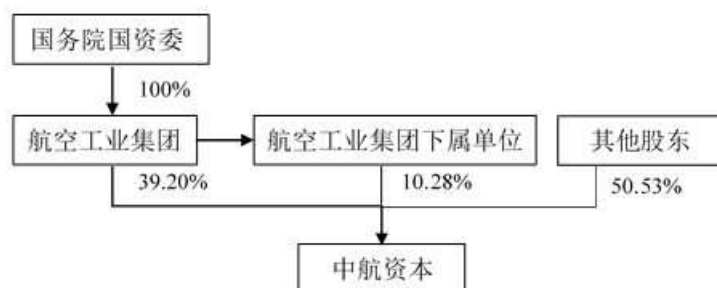 国务院国资委
100%
航空工业集团
航空工业集团下属单位
其他股东
39.20%
10.28%
50.53%
中航资本